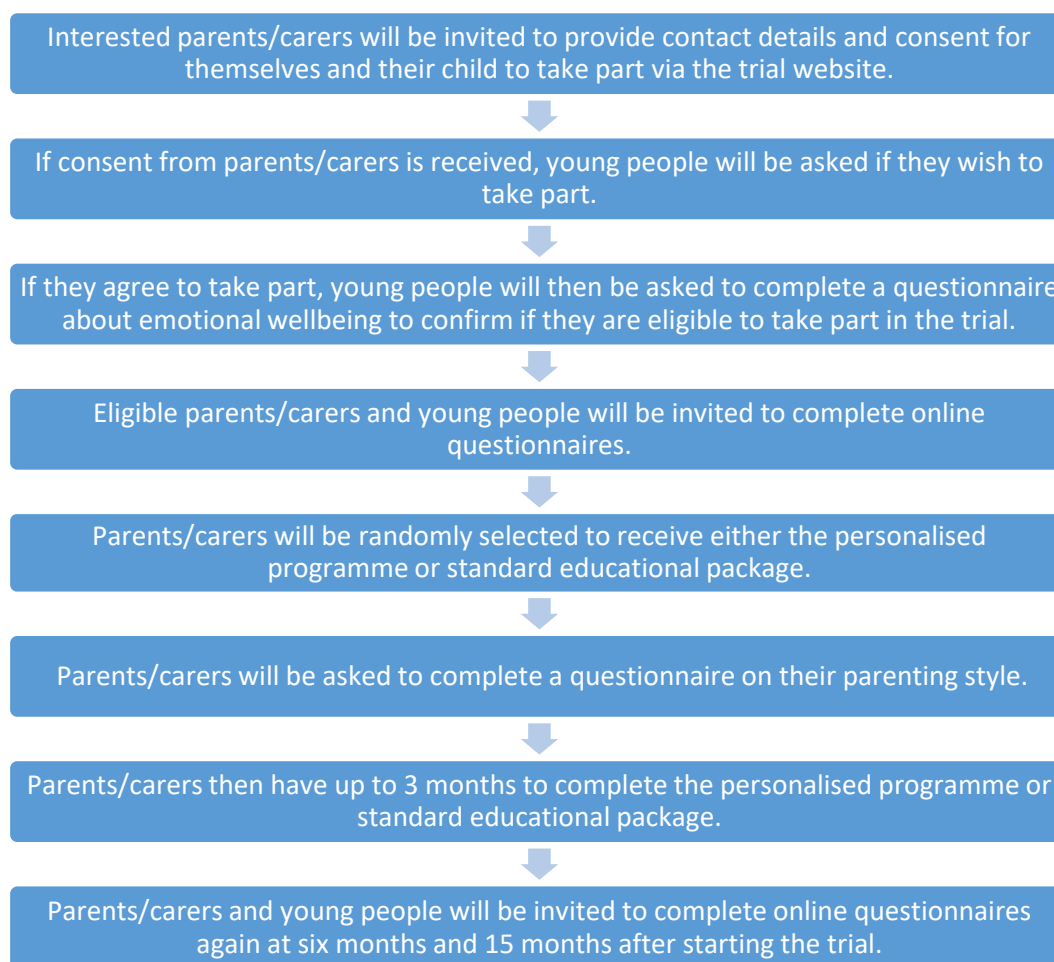 Interested parents/carers will be invited to provide contact details and consent for
themselves and their child to take part via the trial website.
If consent from parents/carers is received, young people will be asked if they wish to
take part.
If they agree to take part, young people will then be asked to complete a questionnaire
about emotional wellbeing to confirm if they are eligible to take part in the trial.
Eligible parents/carers and young people will be invited to complete online
questionnaires.
Parents/carers will be randomly selected to receive either the personalised
programme or standard educational package.
Parents/carers will be asked to complete a questionnaire on their parenting style.
Parents/carers then have up to 3 months to complete the personalised programme or
standard educational package.
Parents/carers and young people will be invited to complete online questionnaires
again at six months and 15 months after starting the trial.